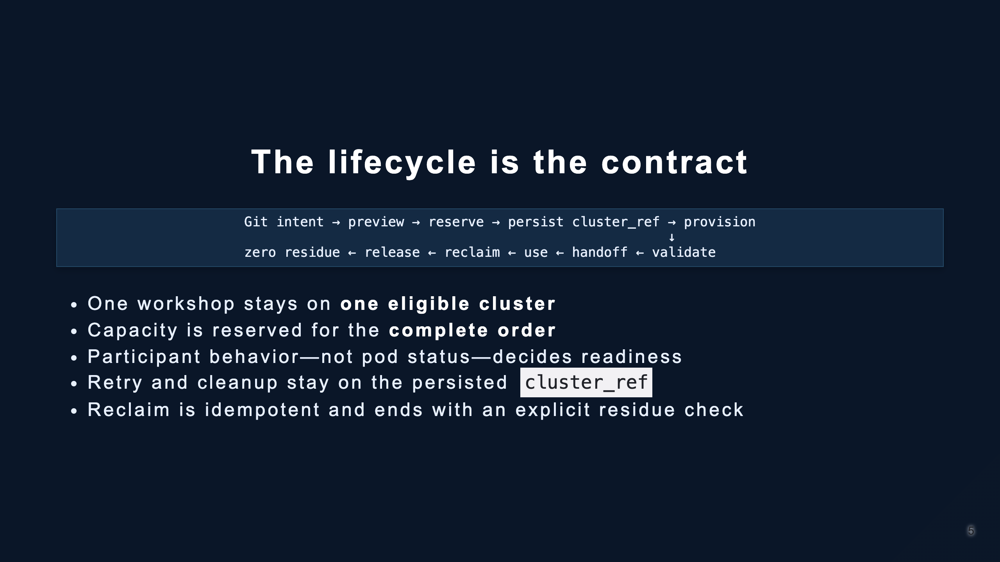 The lifecycle is the contract
Git intent → preview → reserve → persist cluster_ref → provision
↓
zero residue ← release ← reclaim ← use ← handoff ← validate
• One workshop stays on one eligible cluster
• Capacity is reserved for the complete order
• Participant behavior—not pod status—decides readiness
• Retry and cleanup stay on the persisted cluster_ref
• Reclaim is idempotent and ends with an explicit residue check
5